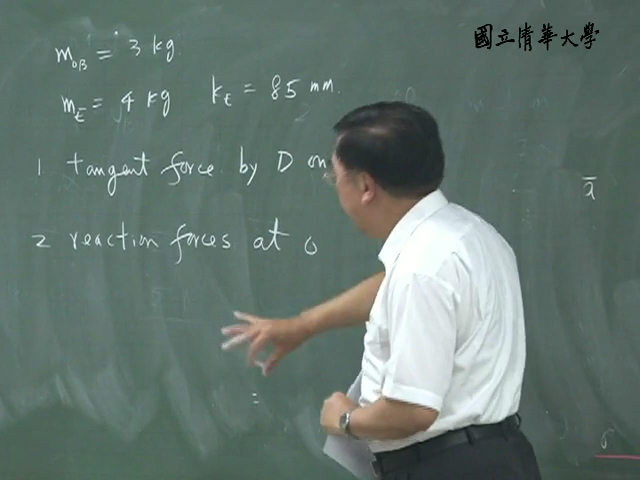 國立清華大學
m_OB = 3 kg
m_E = 4 kg k_E = 85 mm.
1 tangent force by D on
2 reaction forces at O
=
ā
r